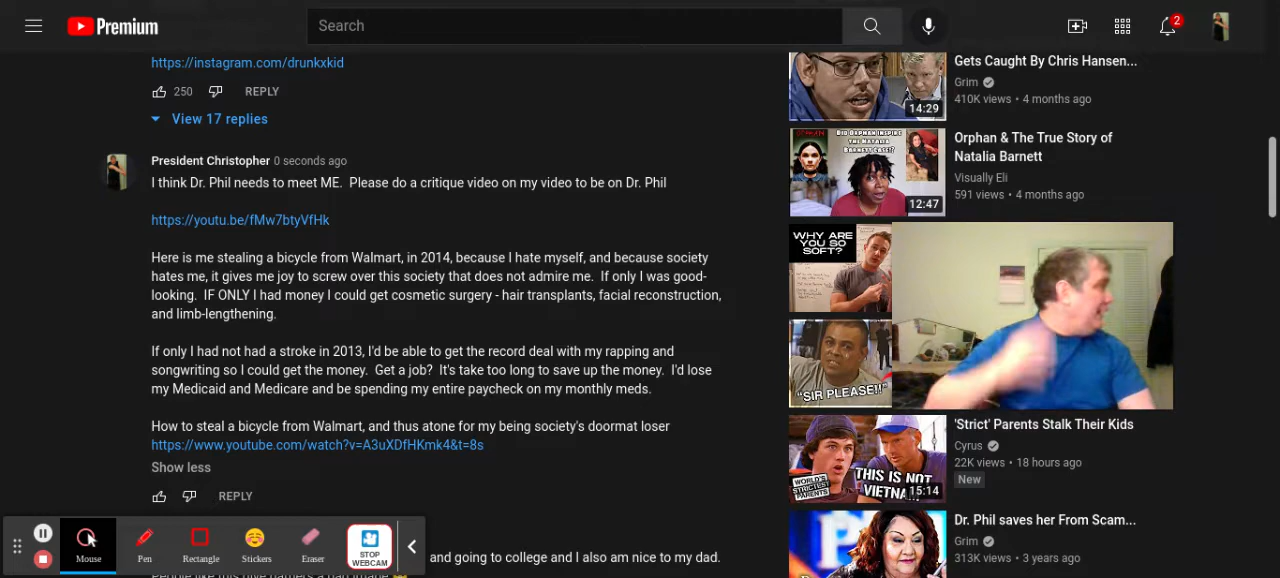 Premium
Search
2
https://instagram.com/drunkxkid
250 REPLY
View 17 replies
President Christopher 0 seconds ago
I think Dr. Phil needs to meet ME. Please do a critique video on my video to be on Dr. Phil
https://youtu.be/fMw7btyVfHk
Here is me stealing a bicycle from Walmart, in 2014, because I hate myself, and because society
hates me, it gives me joy to screw over this society that does not admire me. If only I was good-
looking. IF ONLY I had money I could get cosmetic surgery - hair transplants, facial reconstruction,
and limb-lengthening.
If only I had not had a stroke in 2013, I'd be able to get the record deal with my rapping and
songwriting so I could get the money. Get a job? It's take too long to save up the money. I'd lose
my Medicaid and Medicare and be spending my entire paycheck on my monthly meds.
How to steal a bicycle from Walmart, and thus atone for my being society's doormat loser
https://www.youtube.com/watch?v=A3uXDfHKmk4&t=8s
Show less
REPLY
and going to college and I also am nice to my dad.
Mouse
Pen
Rectangle
Stickers
Eraser
STOP
WEBCAM
Gets Caught By Chris Hansen...
Grim
410K views • 4 months ago
14:29
Orphan & The True Story of
Natalia Barnett
Visually Eli
591 views • 4 months ago
DID ORPHAN INSPIRE
THE NATALIA
BARNETT CASE?
12:47
WHY ARE
YOU SO
SOFT?
"SIR PLEASE!!"
'Strict' Parents Stalk Their Kids
Cyrus
22K views • 18 hours ago
New
WORLD'S
STRICTEST
PARENTS
THIS IS NOT
VIETNA
15:14
Dr. Phil saves her From Scam...
Grim
313K views • 3 years ago